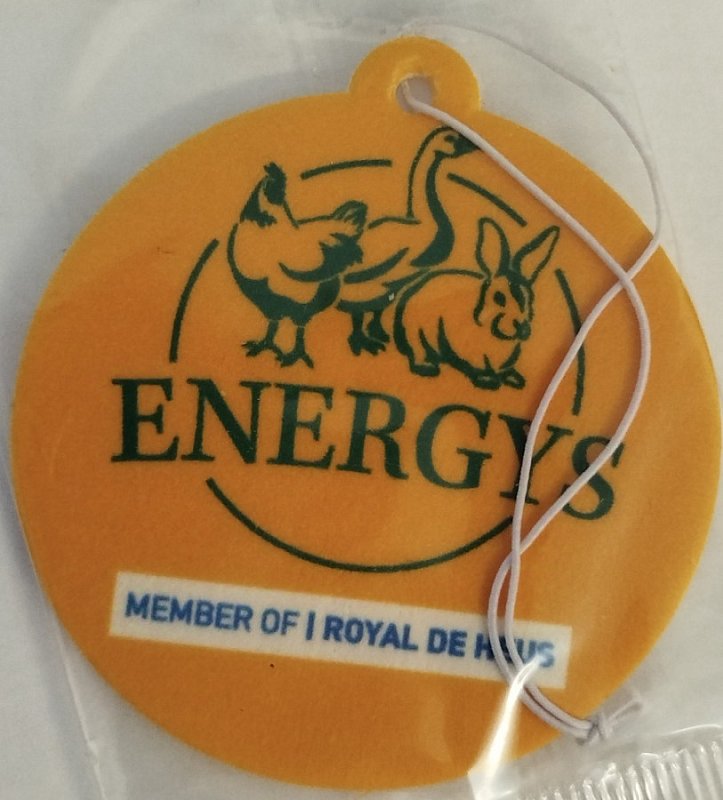 ENERGYS
MEMBER OF | ROYAL DE HEUS